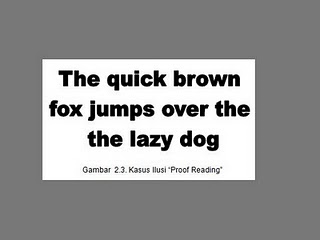 The quick brown
fox jumps over the
the lazy dog
Gambar 2.3. Kasus Ilusi "Proof Reading"